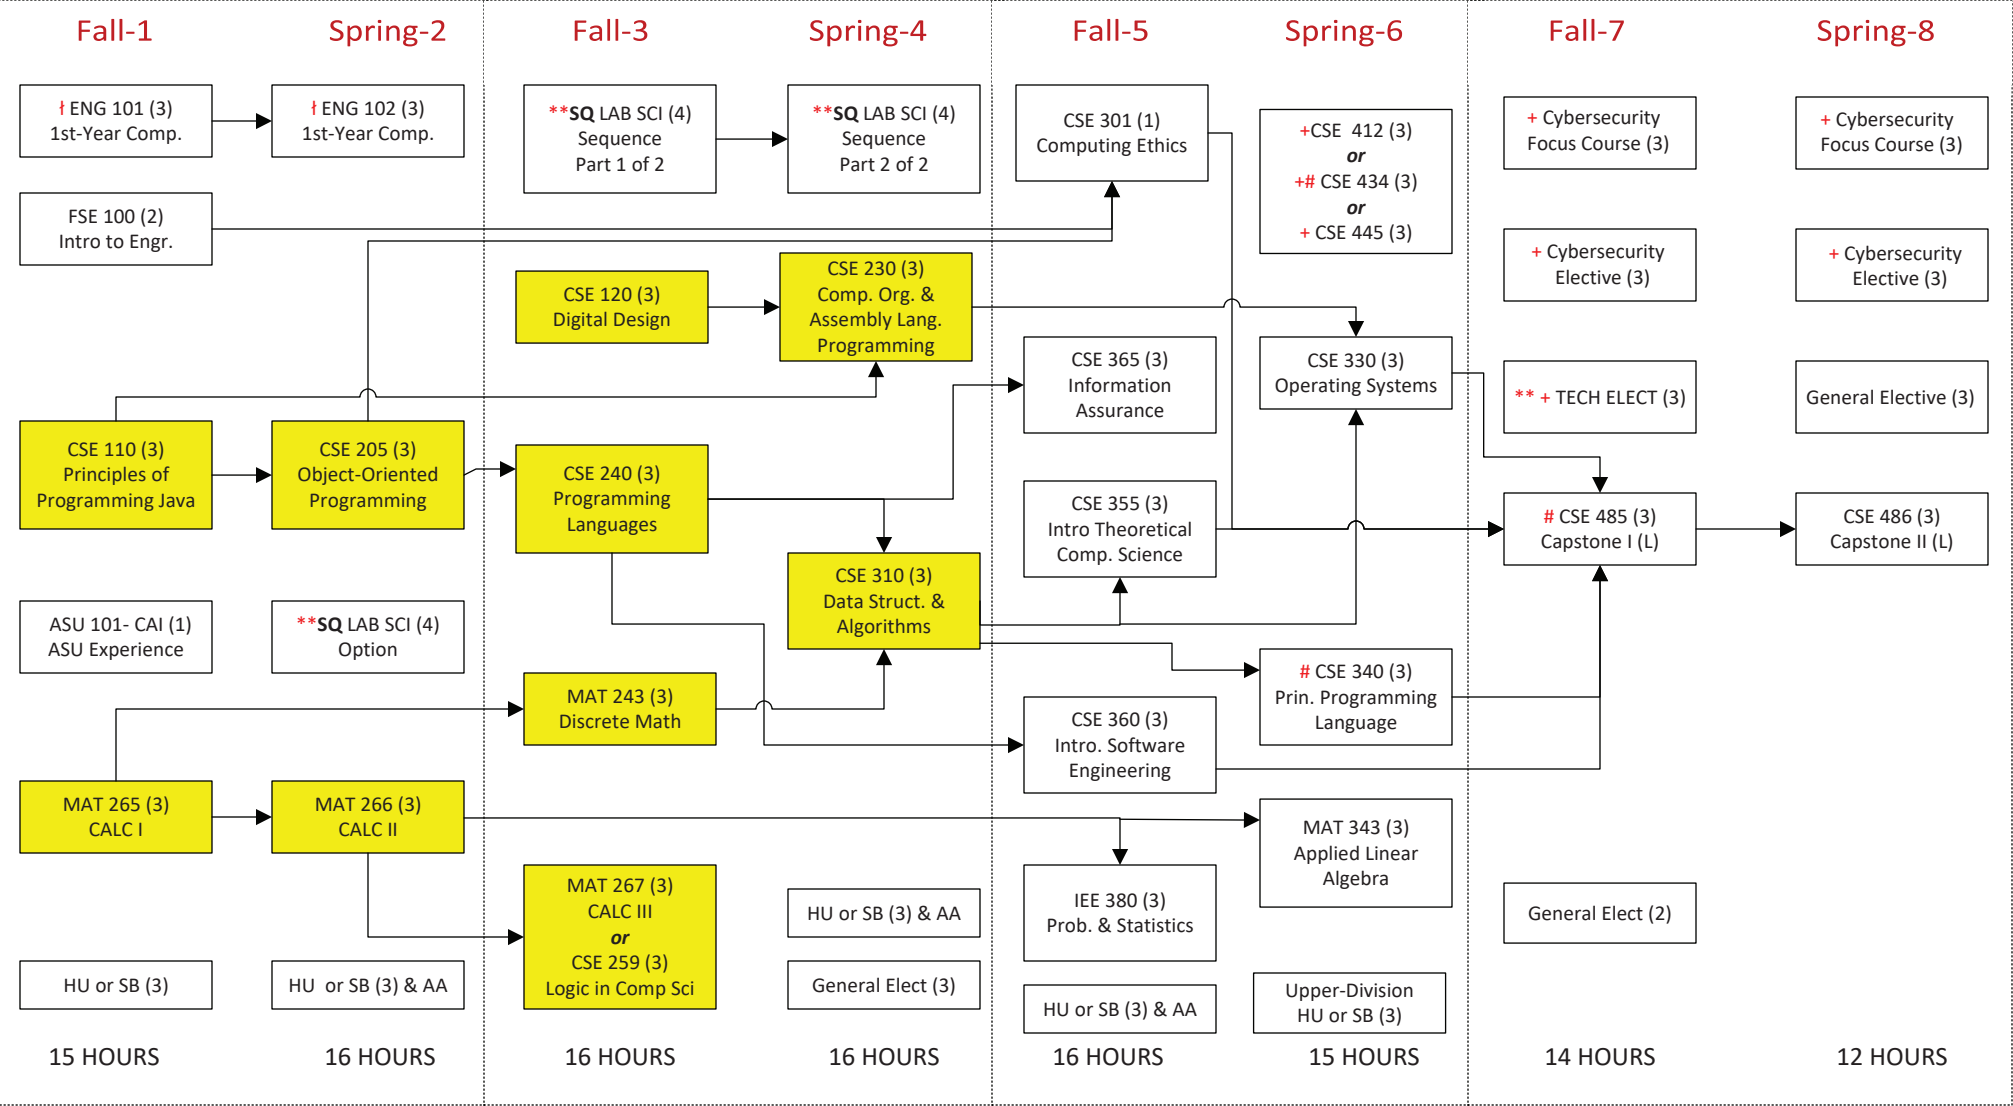 Fall-1
Spring-2
Fall-3
Spring-4
Fall-5
Spring-6
Fall-7
Spring-8
ƚ ENG 101 (3)
1st-Year Comp.
FSE 100 (2)
Intro to Engr.
CSE 110 (3)
Principles of
Programming Java
ASU 101- CAI (1)
ASU Experience
MAT 265 (3)
CALC I
HU or SB (3)
15 HOURS
ƚ ENG 102 (3)
1st-Year Comp.
CSE 205 (3)
Object-Oriented
Programming
**SQ LAB SCI (4)
Option
MAT 266 (3)
CALC II
HU or SB (3) & AA
16 HOURS
**SQ LAB SCI (4)
Sequence
Part 1 of 2
CSE 120 (3)
Digital Design
CSE 240 (3)
Programming
Languages
MAT 243 (3)
Discrete Math
MAT 267 (3)
CALC III
or
CSE 259 (3)
Logic in Comp Sci
16 HOURS
**SQ LAB SCI (4)
Sequence
Part 2 of 2
CSE 230 (3)
Comp. Org. &
Assembly Lang.
Programming
CSE 310 (3)
Data Struct. &
Algorithms
HU or SB (3) & AA
General Elect (3)
16 HOURS
CSE 301 (1)
Computing Ethics
CSE 365 (3)
Information
Assurance
CSE 355 (3)
Intro Theoretical
Comp. Science
CSE 360 (3)
Intro. Software
Engineering
IEE 380 (3)
Prob. & Statistics
HU or SB (3) & AA
16 HOURS
+CSE 412 (3)
or
+# CSE 434 (3)
or
+ CSE 445 (3)
CSE 330 (3)
Operating Systems
# CSE 340 (3)
Prin. Programming
Language
MAT 343 (3)
Applied Linear
Algebra
Upper-Division
HU or SB (3)
15 HOURS
+ Cybersecurity
Focus Course (3)
+ Cybersecurity
Elective (3)
** + TECH ELECT (3)
# CSE 485 (3)
Capstone I (L)
General Elect (2)
14 HOURS
+ Cybersecurity
Focus Course (3)
+ Cybersecurity
Elective (3)
General Elective (3)
CSE 486 (3)
Capstone II (L)
12 HOURS